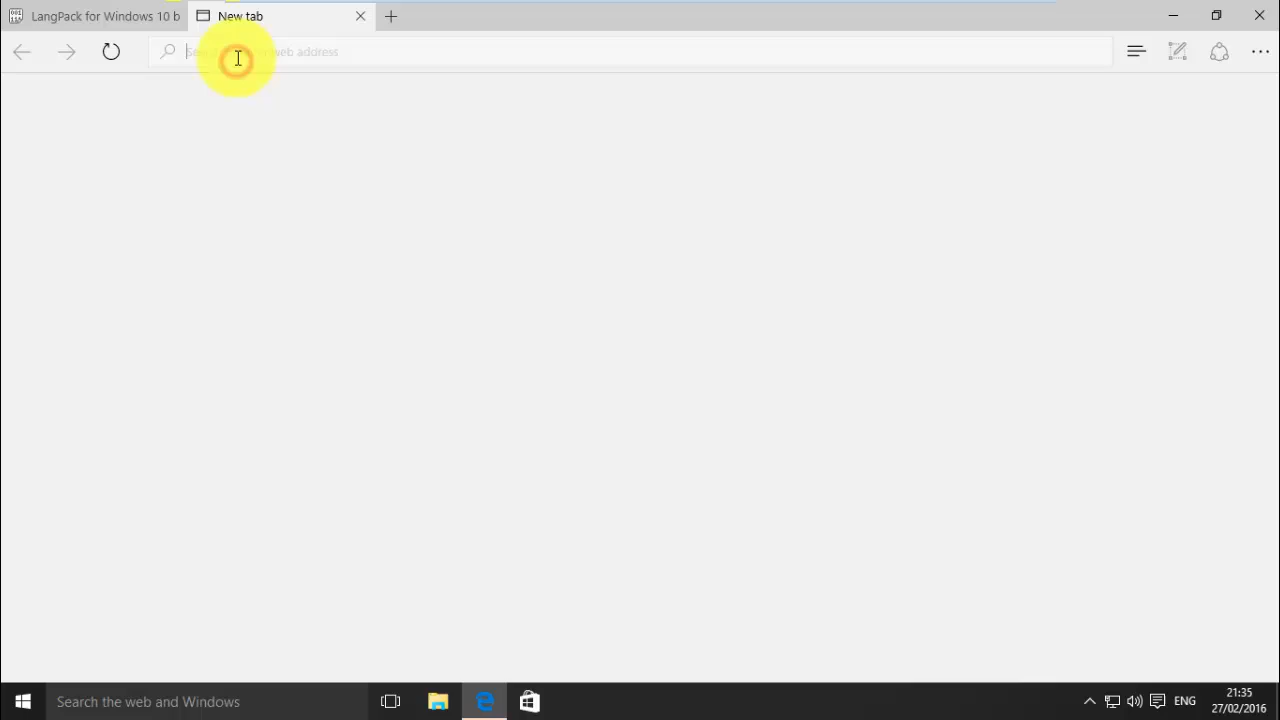 LangPack for Windows 10 b
New tab
web address
Search the web and Windows
ENG
21:35
27/02/2016